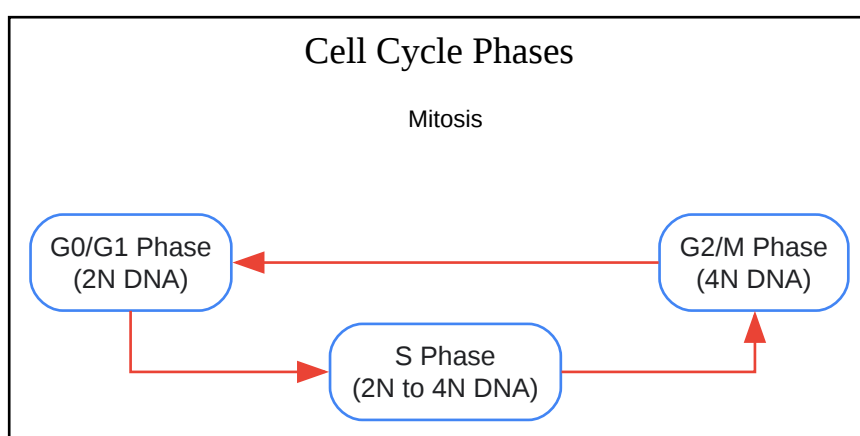 Cell Cycle Phases
Mitosis
G0/G1 Phase
(2N DNA)
G2/M Phase
(4N DNA)
S Phase
(2N to 4N DNA)